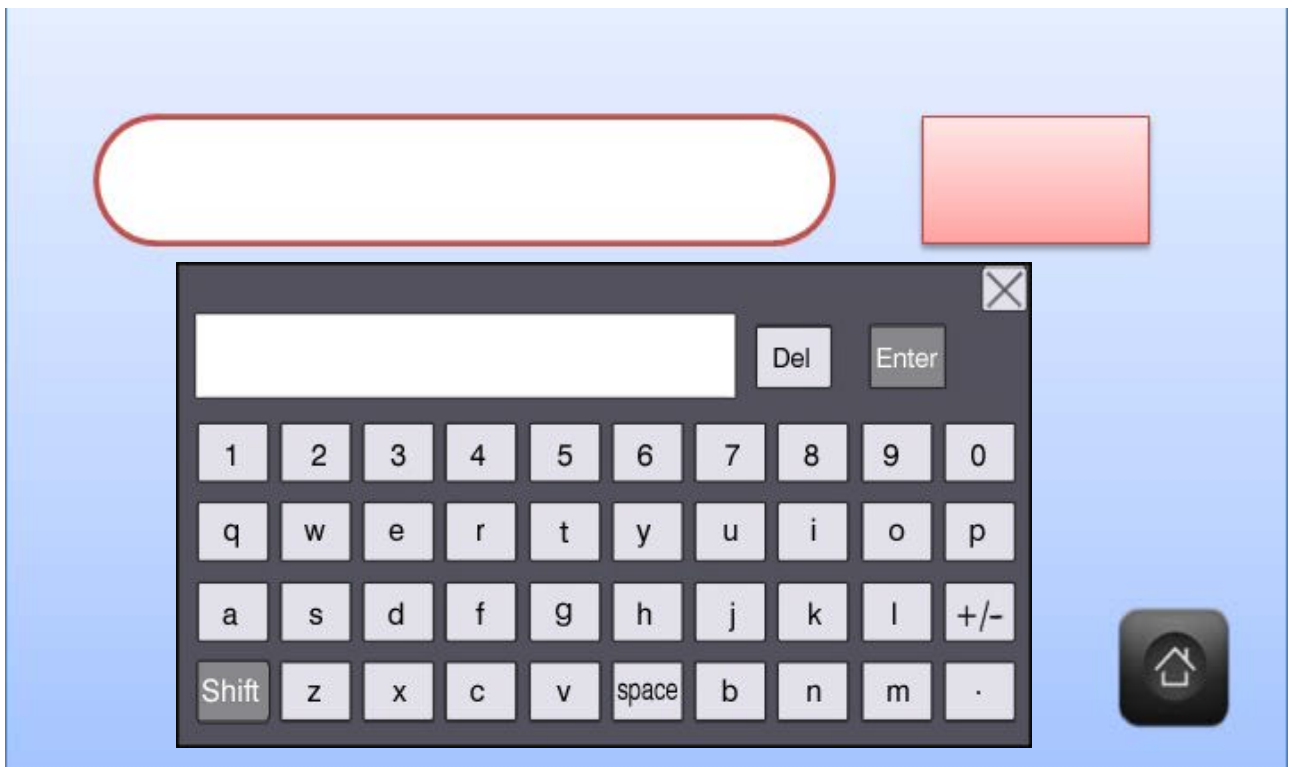 Del Enter
1 2 3 4 5 6 7 8 9 0
q w e r t y u i o p
a s d f g h j k l +/-
Shift z x c v space b n m .